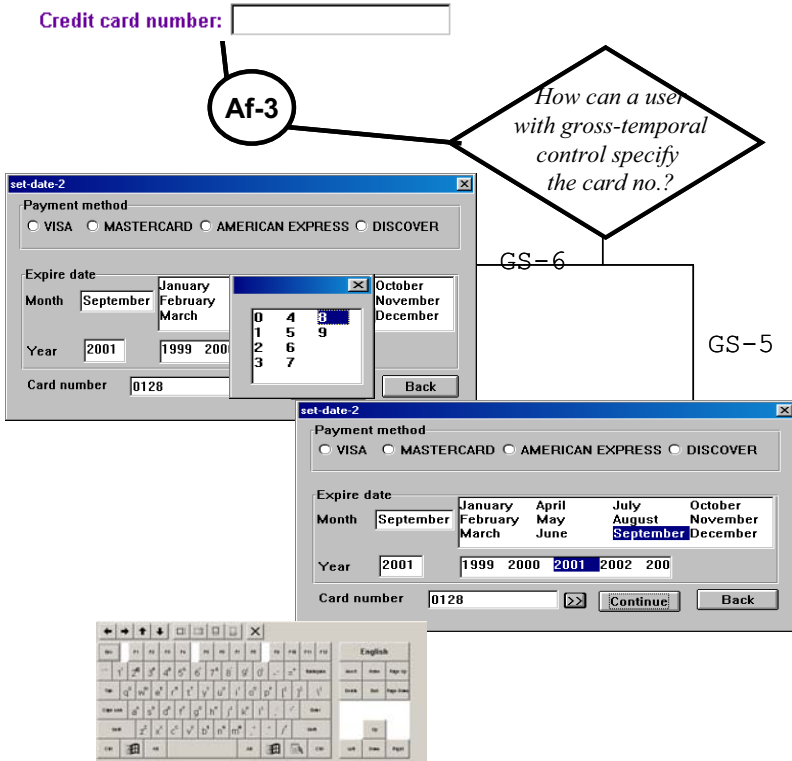 Credit card number:
Af-3
How can a user
with gross-temporal
control specify
the card no.?
GS-6
GS-5
set-date-2
Payment method
VISA MASTERCARD AMERICAN EXPRESS DISCOVER
Expire date
Month September
January
February
March
October
November
December
0 4 8
1 5 9
2 6
3 7
Year 2001 1999 200
Card number 0128
Back
set-date-2
Payment method
VISA MASTERCARD AMERICAN EXPRESS DISCOVER
Expire date
Month September
January April July October
February May August November
March June September December
Year 2001 1999 2000 2001 2002 200
Card number 0128 >> Continue Back
English